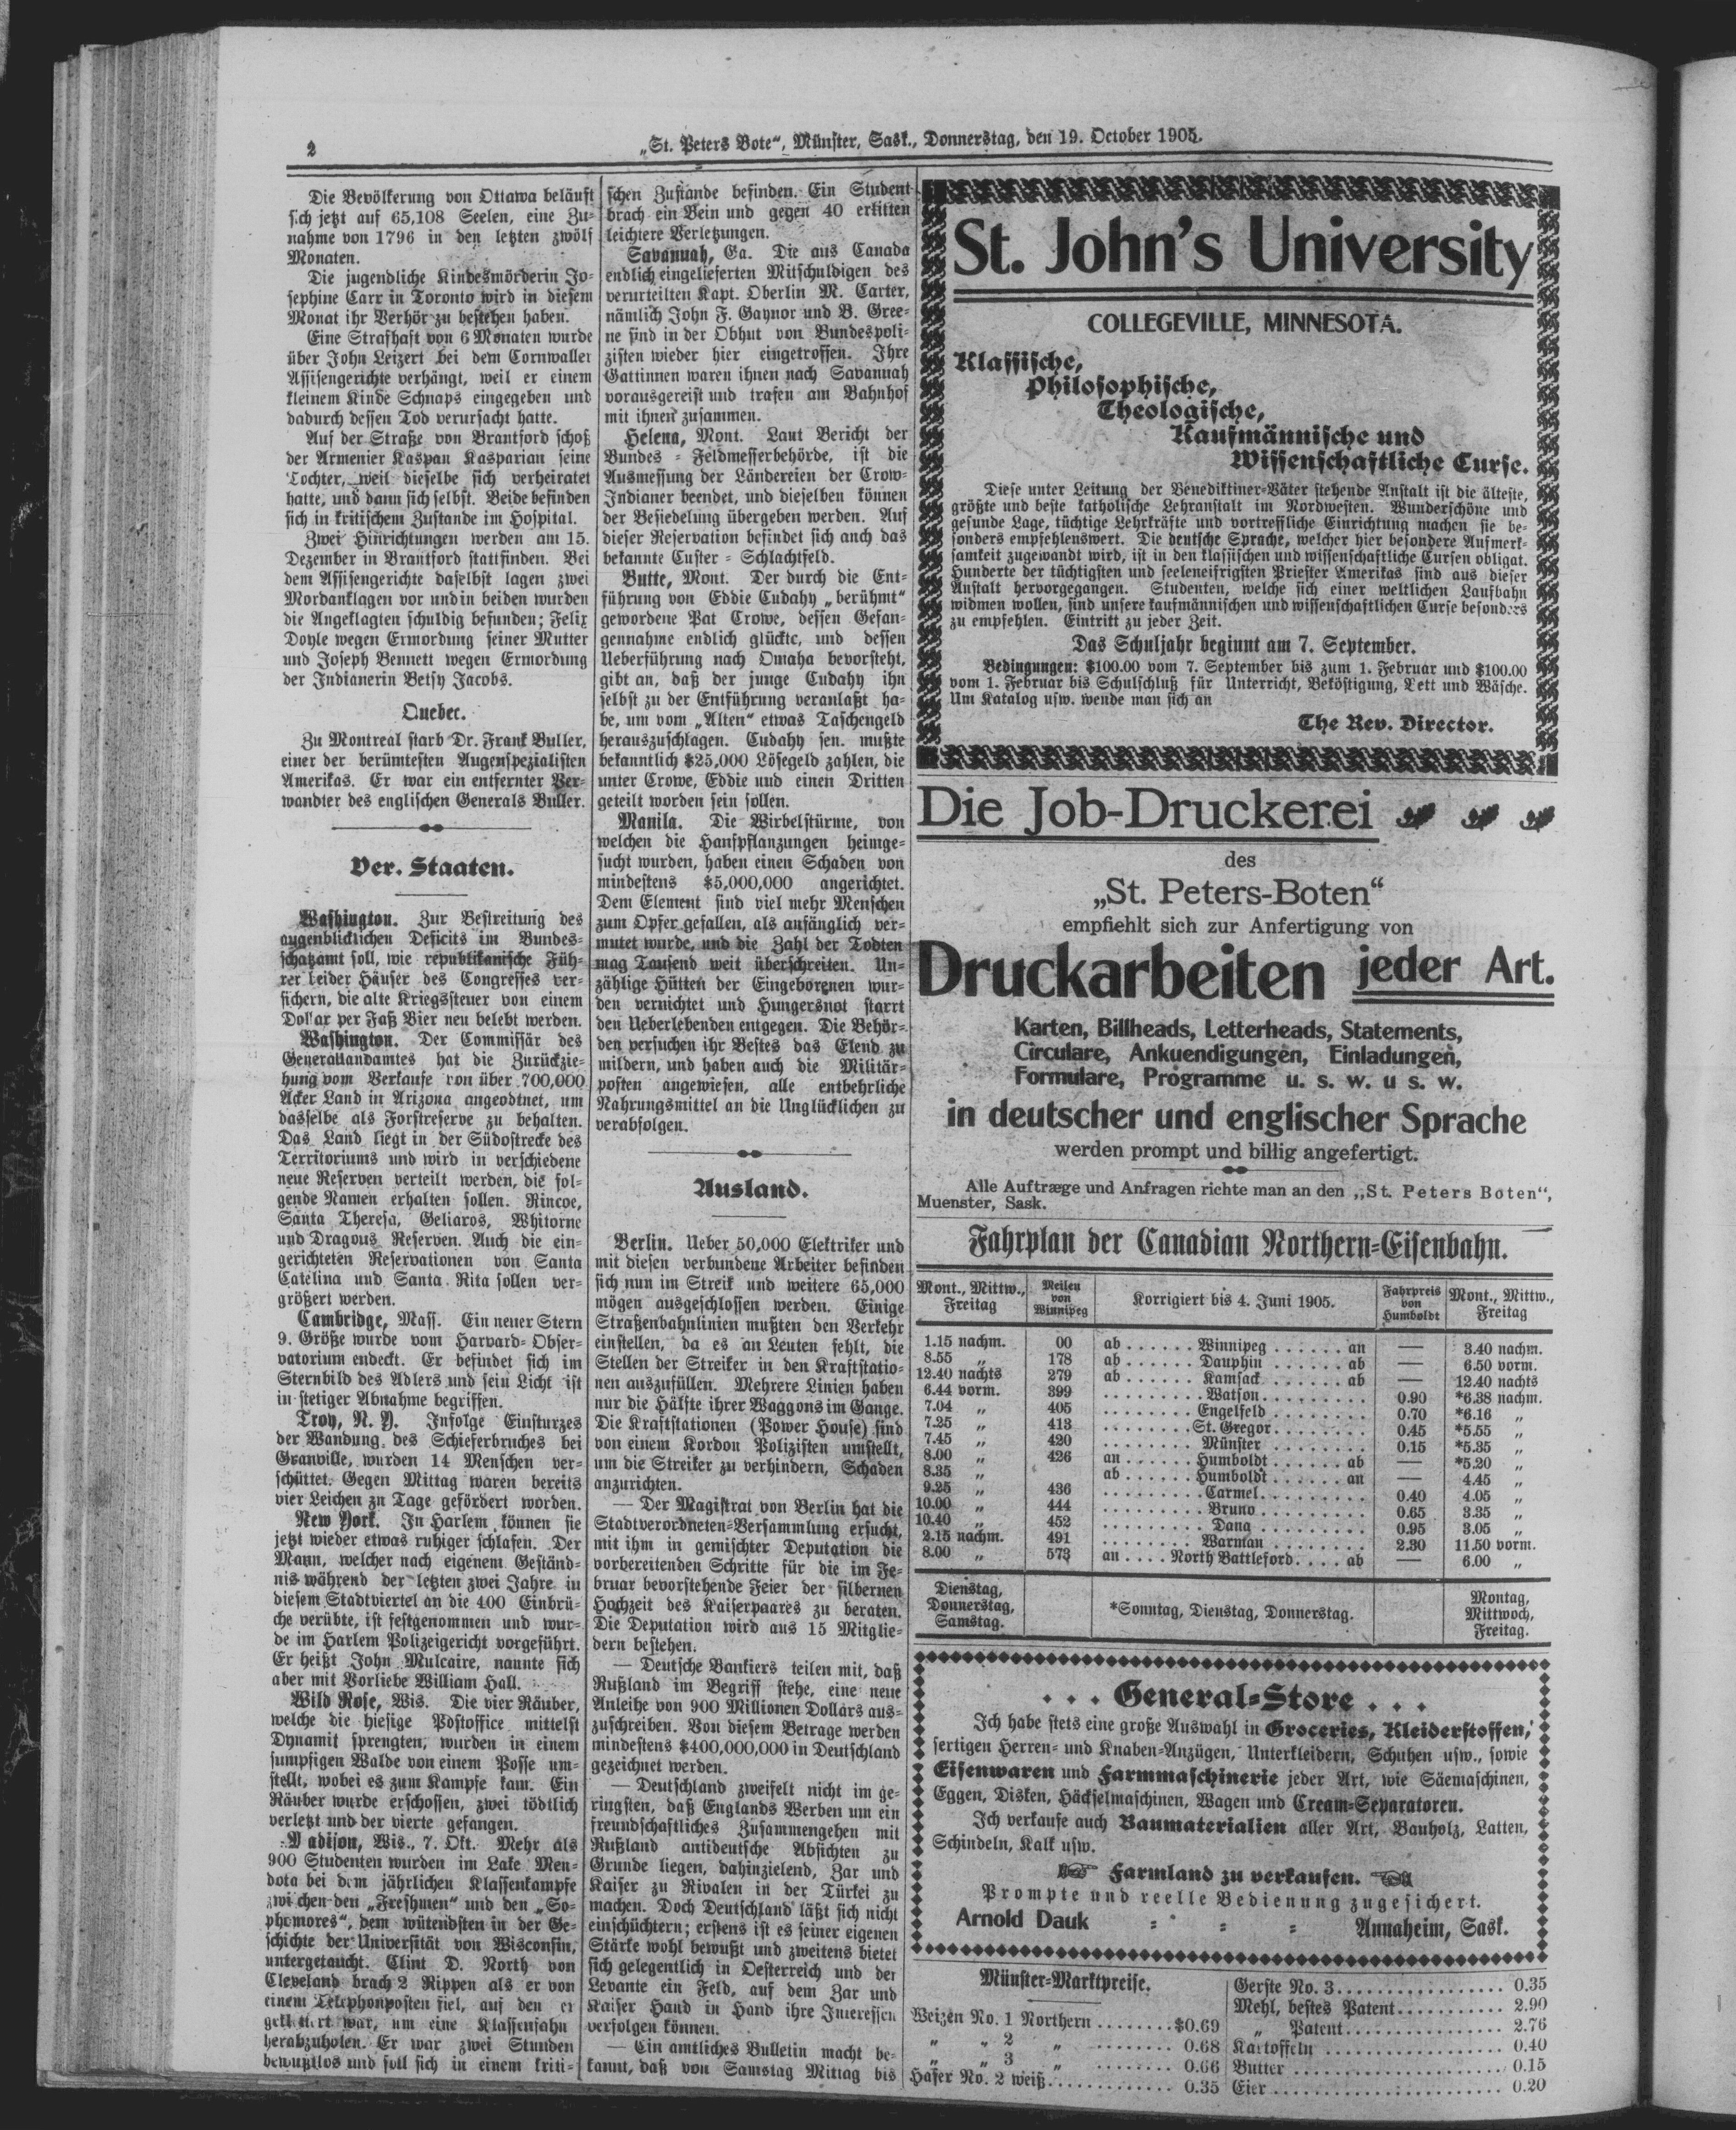 2
„St. Peters Bote“, Münster, Sask., Donnerstag, den 19. October 1905.
Die Bevölkerung von Ottawa beläuft
sich jetzt auf 65,108 Seelen, eine Zu-
nahme von 1796 in den letzten zwölf
Monaten.
Die jugendliche Kindesmörderin Jo-
sephine Carr in Toronto wird in diesem
Monat ihr Verhör zu bestehen haben.
Eine Strafhaft von 6 Monaten wurde
über John Leizert bei dem Cornwaller
Assisengerichte verhängt, weil er einem
kleinem Kinde Schnaps eingegeben und
dadurch dessen Tod verursacht hatte.
Auf der Straße von Brantford schoß
der Armenier Kaspan Kasparian seine
Tochter, weil dieselbe sich verheiratet
hatte, und dann sich selbst. Beide befinden
sich in kritischem Zustande im Hospital.
Zwei Hinrichtungen werden am 15.
Dezember in Brantford stattfinden. Bei
dem Assisengerichte daselbst lagen zwei
Mordanklagen vor und in beiden wurden
die Angeklagten schuldig befunden; Felix
Doyle wegen Ermordung seiner Mutter
und Joseph Bennett wegen Ermordung
der Indianerin Betsy Jacobs.
Quebec.
Zu Montreal starb Dr. Frank Buller,
einer der berümtesten Augenspezialisten
Amerikas. Er war ein entfernter Ver-
wandter des englischen Generals Buller.
Ver. Staaten.
Washington. Zur Bestreitung des
augenblicklichen Deficits im Bundes-
schatzamt soll, wie republikanische Füh-
rer beider Häuser des Congresses ver-
sichern, die alte Kriegssteuer von einem
Dollar per Faß Bier neu belebt werden.
Washington. Der Commissär des
Generallandamtes hat die Zurückzie-
hung vom Verkaufe von über 700,000
Acker Land in Arizona angeodtnet, um
dasselbe als Forstreserve zu behalten.
Das Land liegt in der Südostrecke des
Territoriums und wird in verschiedene
neue Reserven verteilt werden, die fol-
gende Namen erhalten sollen. Rincoe,
Santa Theresa, Geliaros, Whitorne
und Dragous Reserven. Auch die ein-
gerichteten Reservationen von Santa
Catelina und Santa Rita sollen ver-
größert werden.
Cambridge, Mass. Ein neuer Stern
9. Größe wurde vom Harvard-Obser-
vatorium endeckt. Er befindet sich im
Sternbild des Adlers und sein Licht ist
in stetiger Abnahme begriffen.
Troy, N. Y. Infolge Einsturzes
der Wandung des Schieferbruches bei
Granville, wurden 14 Menschen ver-
schüttet. Gegen Mittag waren bereits
vier Leichen zu Tage gefördert worden.
New York. In Harlem können sie
jetzt wieder etwas ruhiger schlafen. Der
Mann, welcher nach eigenem Geständ-
nis während der letzten zwei Jahre in
diesem Stadtviertel an die 400 Einbrü-
che verübte, ist festgenommen und wur-
de im Harlem Polizeigericht vorgeführt.
Er heißt John Mulcaire, nannte sich
aber mit Vorliebe William Hall.
Wild Rose, Wis. Die vier Räuber,
welche die hiesige Postoffice mittelst
Dynamit sprengten, wurden in einem
sumpfigen Walde von einem Posse um-
stellt, wobei es zum Kampfe kam. Ein
Räuber wurde erschossen, zwei tödtlich
verletzt und der vierte gefangen.
Madison, Wis., 7. Okt. Mehr als
900 Studenten wurden im Lake Men-
dota bei dem jährlichen Klassenkampfe
zwischen den „Freshmen“ und den „So-
phomores“, dem wütendsten in der Ge-
schichte der Universität von Wisconsin,
untergetaucht. Clint D. North von
Cleveland brach 2 Rippen als er von
einem Telephonposten fiel, auf den er
geklettert war, um eine Klassenfahn
herabzuholen. Er war zwei Stunden
bewußtlos und soll sich in einem kriti-
schen Zustande befinden. Ein Student
brach ein Bein und gegen 40 erlitten
leichtere Verletzungen.
Savannah, Ga. Die aus Canada
endlich eingelieferten Mitschuldigen des
verurteilten Kapt. Oberlin M. Carter,
nämlich John F. Gaynor und B. Gree-
ne sind in der Obhut von Bundespoli-
zisten wieder hier eingetroffen. Ihre
Gattinnen waren ihnen nach Savannah
vorausgereist und trafen am Bahnhof
mit ihnen zusammen.
Helena, Mont. Laut Bericht der
Bundes-Feldmesserbehörde, ist die
Ausmessung der Ländereien der Crow-
Indianer beendet, und dieselben können
der Besiedelung übergeben werden. Auf
dieser Reservation befindet sich anch das
bekannte Custer-Schlachtfeld.
Butte, Mont. Der durch die Ent-
führung von Eddie Cudahy „berühmt“
gewordene Pat Crowe, dessen Gefan-
gennahme endlich glückte, und dessen
Ueberführung nach Omaha bevorsteht,
gibt an, daß der junge Cudahy ihn
selbst zu der Entführung veranlaßt ha-
be, um vom „Alten“ etwas Taschengeld
herauszuschlagen. Cudahy sen. mußte
bekanntlich $25,000 Lösegeld zahlen, die
unter Crowe, Eddie und einen Dritten
geteilt worden sein sollen.
Manila. Die Wirbelstürme, von
welchen die Hanfpflanzungen heimge-
sucht wurden, haben einen Schaden von
mindestens $5,000,000 angerichtet.
Dem Element sind viel mehr Menschen
zum Opfer gefallen, als anfänglich ver-
mutet wurde, und die Zahl der Todten
mag Tausend weit überschreiten. Un-
zählige Hütten der Eingeborenen wur-
den vernichtet und Hungersnot starrt
den Ueberlebenden entgegen. Die Behör-
den versuchen ihr Bestes das Elend zu
mildern, und haben auch die Militär-
posten angewiesen, alle entbehrliche
Nahrungsmittel an die Unglücklichen zu
verabfolgen.
Ausland.
Berlin. Ueber 50,000 Elektriker und
mit diesen verbundene Arbeiter befinden
sich nun im Streik und weitere 65,000
mögen ausgeschlossen werden. Einige
Straßenbahnlinien mußten den Verkehr
einstellen, da es an Leuten fehlt, die
Stellen der Streiker in den Kraftstatio-
nen auszufüllen. Mehrere Linien haben
nur die Hälfte ihrer Waggons im Gange.
Die Kraftstationen (Power House) sind
von einem Kordon Polizisten umstellt,
um die Streiker zu verhindern, Schaden
anzurichten.
— Der Magistrat von Berlin hat die
Stadtverordneten-Versammlung ersucht,
mit ihm in gemischter Deputation die
vorbereitenden Schritte für die im Fe-
bruar bevorstehende Feier der silbernen
Hochzeit des Kaiserpaares zu beraten.
Die Deputation wird aus 15 Mitglie-
dern bestehen.
— Deutsche Bankiers teilen mit, daß
Rußland im Begriff stehe, eine neue
Anleihe von 900 Millionen Dollars aus-
zuschreiben. Von diesem Betrage werden
mindestens $400,000,000 in Deutschland
gezeichnet werden.
— Deutschland zweifelt nicht im ge-
ringsten, daß Englands Werben um ein
freundschaftliches Zusammengehen mit
Rußland antideutsche Absichten zu
Grunde liegen, dahinzielend, Zar und
Kaiser zu Rivalen in der Türkei zu
machen. Doch Deutschland läßt sich nicht
einschüchtern; erstens ist es seiner eigenen
Stärke wohl bewußt und zweitens bietet
sich gelegentlich in Oesterreich und der
Levante ein Feld, auf dem Zar und
Kaiser Hand in Hand ihre Interessen
verfolgen können.
— Ein amtliches Bulletin macht be-
kannt, daß von Samstag Mittag bis
St. John's University
COLLEGEVILLE, MINNESOTA.
Klassische,
Philosophische,
Theologische,
Kaufmännische und
Wissenschaftliche Curse.
Diese unter Leitung der Benediktiner-Väter stehende Anstalt ist die älteste,
größte und beste katholische Lehranstalt im Nordwesten. Wunderschöne und
gesunde Lage, tüchtige Lehrkräfte und vortreffliche Einrichtung machen sie be-
sonders empfehlenswert. Die deutsche Sprache, welcher hier besondere Aufmerk-
samkeit zugewandt wird, ist in den klassischen und wissenschaftliche Cursen obligat.
Hunderte der tüchtigsten und seeleneifrigsten Priester Amerikas sind aus dieser
Anstalt hervorgegangen. Studenten, welche sich einer weltlichen Laufbahn
widmen wollen, sind unsere kaufmännischen und wissenschaftlichen Curse besonders
zu empfehlen. Eintritt zu jeder Zeit.
Das Schuljahr beginnt am 7. September.
Bedingungen: $100.00 vom 7. September bis zum 1. Februar und $100.00
vom 1. Februar bis Schulschluß für Unterricht, Beköstigung, Bett und Wäsche.
Um Katalog usw. wende man sich an
The Rev. Director.
Die Job-Druckerei
des
„St. Peters-Boten“
empfiehlt sich zur Anfertigung von
Druckarbeiten jeder Art.
Karten, Billheads, Letterheads, Statements,
Circulare, Ankuendigungen, Einladungen,
Formulare, Programme u. s. w. u s. w.
in deutscher und englischer Sprache
werden prompt und billig angefertigt.
Alle Auftræge und Anfragen richte man an den „St. Peters Boten“,
Muenster, Sask.
Fahrplan der Canadian Northern-Eisenbahn.
Mont., Mittw., Freitag | Meilen von Winnipeg | Korrigiert bis 4. Juni 1905. | Fahrpreis von Humboldt | Mont., Mittw., Freitag
1.15 nachm. 00 ab . . . . . . Winnipeg . . . . . . an — 3.40 nachm.
8.55 „ 178 ab . . . . . . Dauphin . . . . . . ab — 6.50 vorm.
12.40 nachts 279 ab . . . . . . Kamsack . . . . . . ab — 12.40 nachts
6.44 vorm. 399 . . . . . . . . Watson . . . . . . . . 0.90 *6.38 nachm.
7.04 „ 405 . . . . . . . . Engelfeld . . . . . . . . 0.70 *6.16 „
7.25 „ 413 . . . . . . . . St. Gregor . . . . . . . . 0.45 *5.55 „
7.45 „ 420 . . . . . . . . Münster . . . . . . . . 0.15 *5.35 „
8.00 „ 426 an . . . . . . Humboldt . . . . . . ab — *5.20 „
8.35 „ ab . . . . . . Humboldt . . . . . . an — 4.45 „
9.25 „ 436 . . . . . . . . Carmel . . . . . . . . 0.40 4.05 „
10.00 „ 444 . . . . . . . . Bruno . . . . . . . . 0.65 3.35 „
10.40 „ 452 . . . . . . . . Dana . . . . . . . . 0.95 3.05 „
2.15 nachm. 491 . . . . . . . . Warman . . . . . . . . 2.30 11.50 vorm.
8.00 „ 573 an . . . . North Battleford . . . . ab — 6.00 „
Dienstag, Donnerstag, Samstag. | *Sonntag, Dienstag, Donnerstag. | Montag, Mittwoch, Freitag.
. . . General-Store . . .
Ich habe stets eine große Auswahl in Groceries, Kleiderstoffen,
fertigen Herren- und Knaben-Anzügen, Unterkleidern, Schuhen usw., sowie
Eisenwaren und Farmmaschinerie jeder Art, wie Säemaschinen,
Eggen, Disken, Häckselmaschinen, Wagen und Cream-Separatoren.
Ich verkaufe auch Baumaterialien aller Art, Bauholz, Latten,
Schindeln, Kalk usw.
Farmland zu verkaufen.
Prompte und reelle Bedienung zugesichert.
Arnold Dauk = = = Annaheim, Sask.
Münster-Marktpreise.
Weizen No. 1 Northern . . . . . . . . $0.69
„ „ 2 „ . . . . . . . . 0.68
„ „ 3 „ . . . . . . . . 0.66
Hafer No. 2 weiß . . . . . . . . 0.35
Gerste No. 3 . . . . . . . . 0.35
Mehl, bestes Patent . . . . . . . . 2.90
„ Patent . . . . . . . . 2.76
Kartoffeln . . . . . . . . 0.40
Butter . . . . . . . . 0.15
Eier . . . . . . . . 0.20